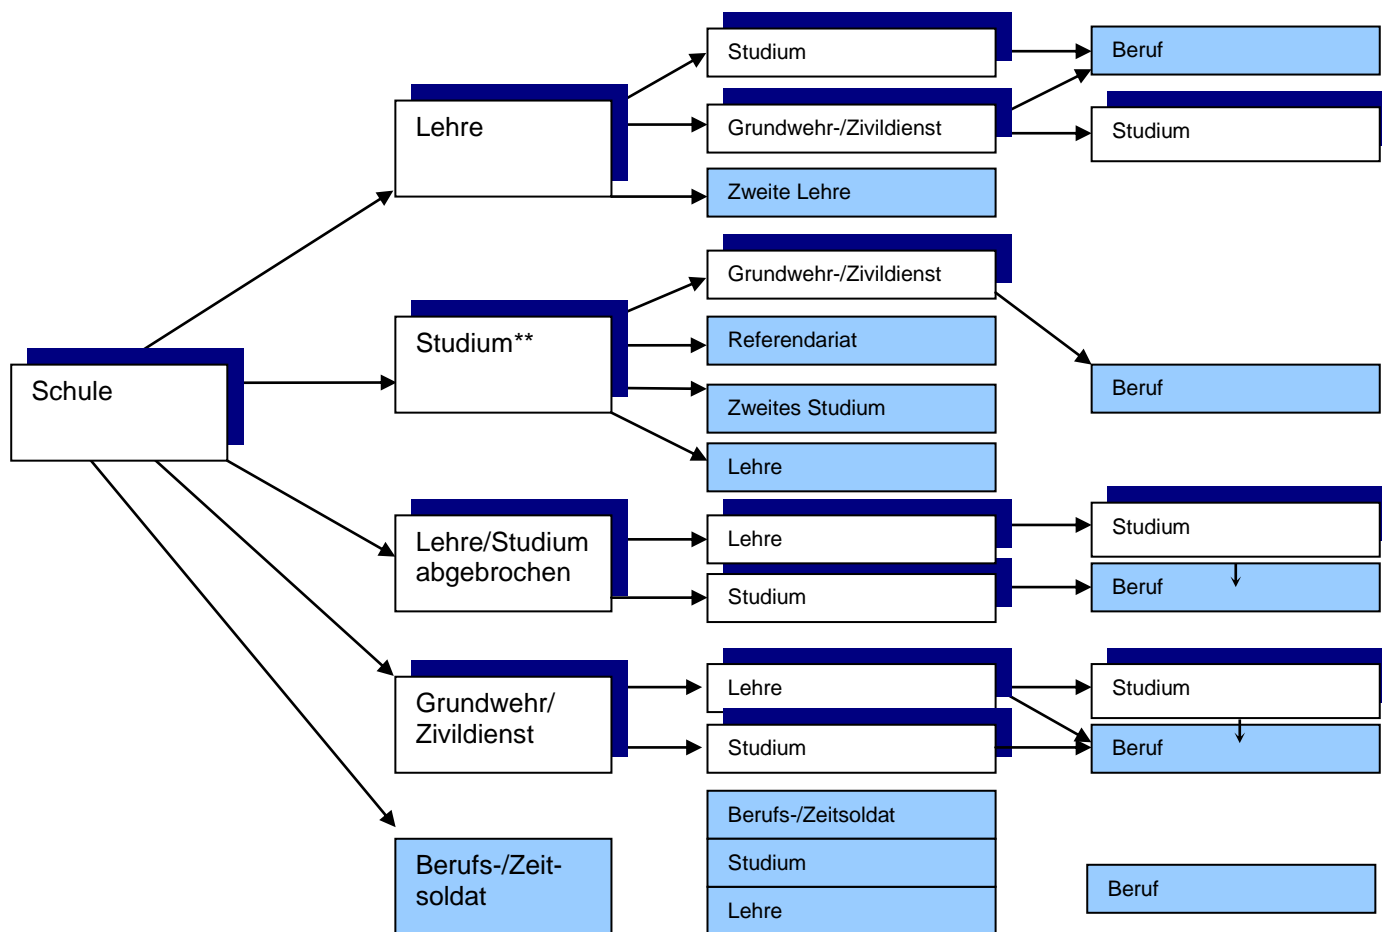 Schule
Lehre
Studium**
Lehre/Studium
abgebrochen
Grundwehr/
Zivildienst
Berufs-/Zeit-
soldat
Studium
Grundwehr-/Zivildienst
Zweite Lehre
Grundwehr-/Zivildienst
Referendariat
Zweites Studium
Lehre
Lehre
Studium
Lehre
Studium
Berufs-/Zeitsoldat
Studium
Lehre
Beruf
Studium
Beruf
Studium
Beruf
Studium
Beruf
Beruf